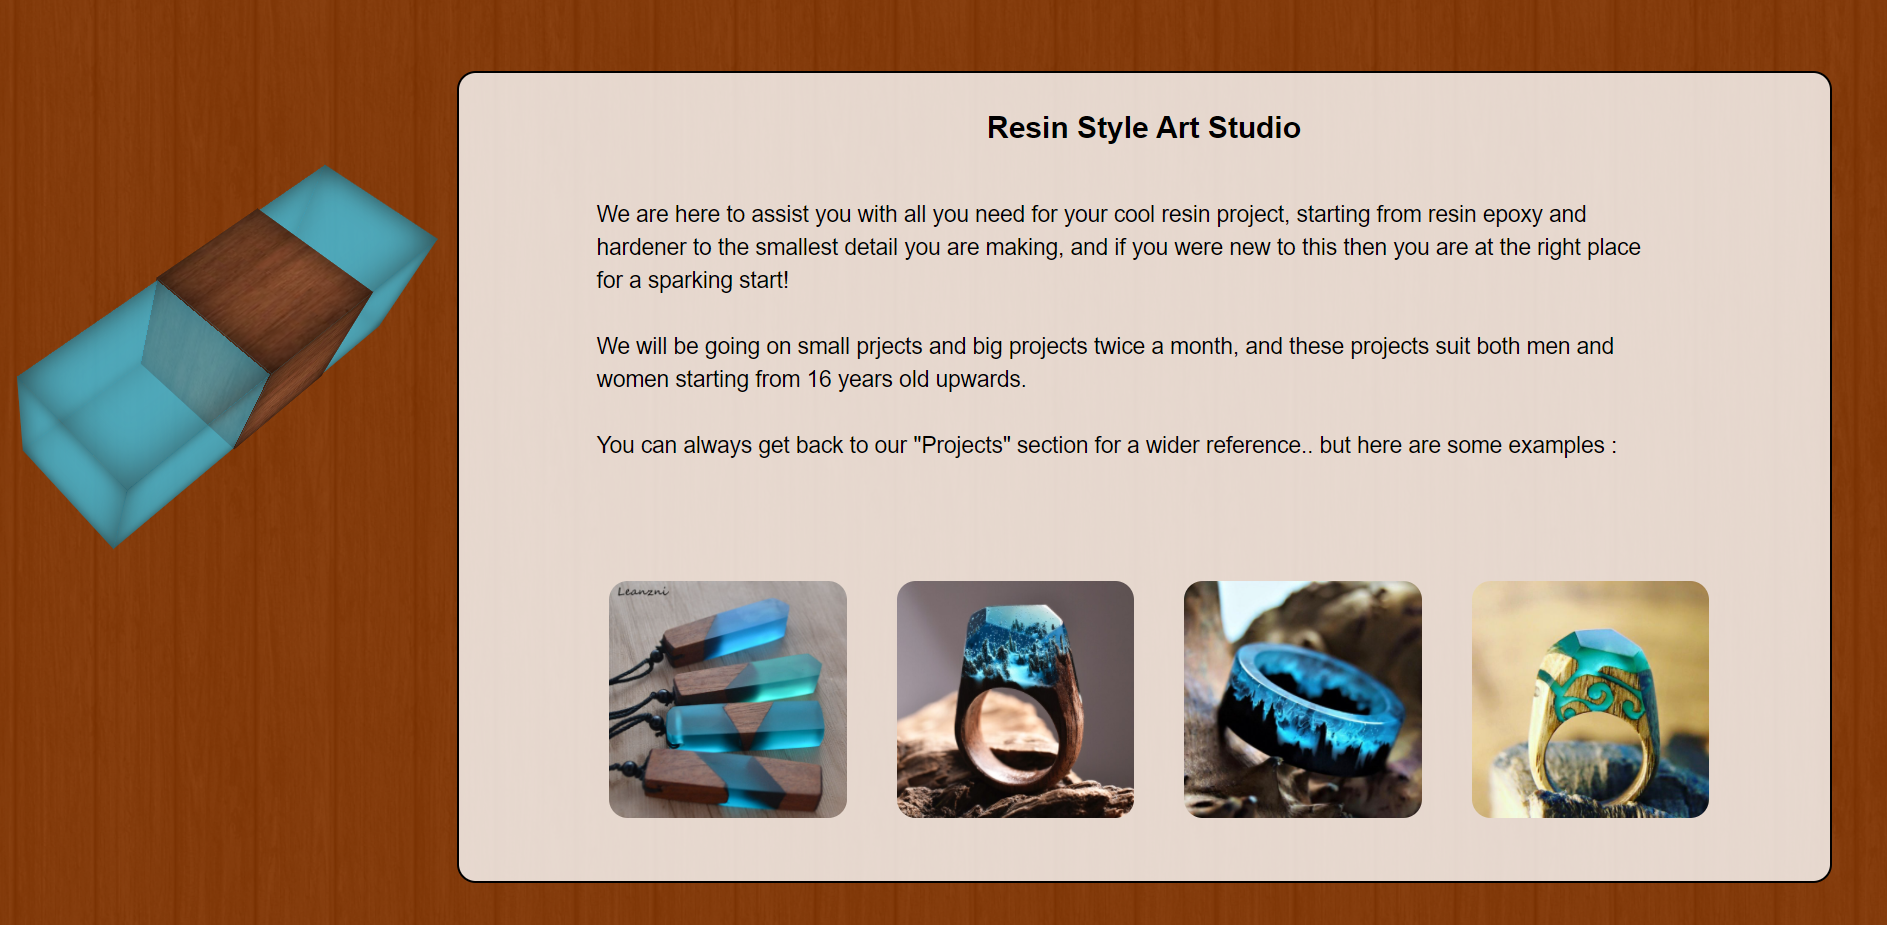 Resin Style Art Studio
We are here to assist you with all you need for your cool resin project, starting from resin epoxy and
hardener to the smallest detail you are making, and if you were new to this then you are at the right place
for a sparking start!
We will be going on small prjects and big projects twice a month, and these projects suit both men and
women starting from 16 years old upwards.
You can always get back to our "Projects" section for a wider reference.. but here are some examples :
Leanzni